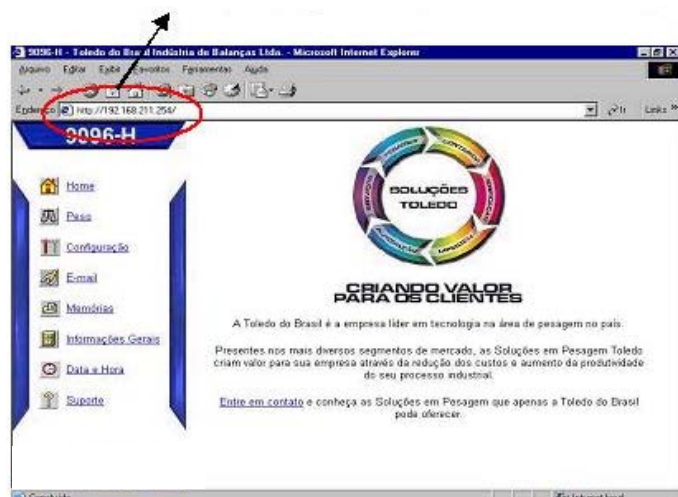 9096-H - Toledo do Brasil Indústria de Balanças Ltda. - Microsoft Internet Explorer
Arquivo Editar Exibir Favoritos Ferramentas Ajuda
Endereço http://192.168.211.254/ Ir Links »
9096-H
Home
Peso
Configuração
E-mail
Memórias
Informações Gerais
Data e Hora
Suporte
SOLUÇÕES
TOLEDO
CRIANDO VALOR
PARA OS CLIENTES
A Toledo do Brasil é a empresa líder em tecnologia na área de pesagem no país.
Presentes nos mais diversos segmentos de mercado, as Soluções em Pesagem Toledo
criam valor para sua empresa através da redução dos custos e aumento da produtividade
do seu processo industrial.
Entre em contato e conheça as Soluções em Pesagem que apenas a Toledo do Brasil
pode oferecer.